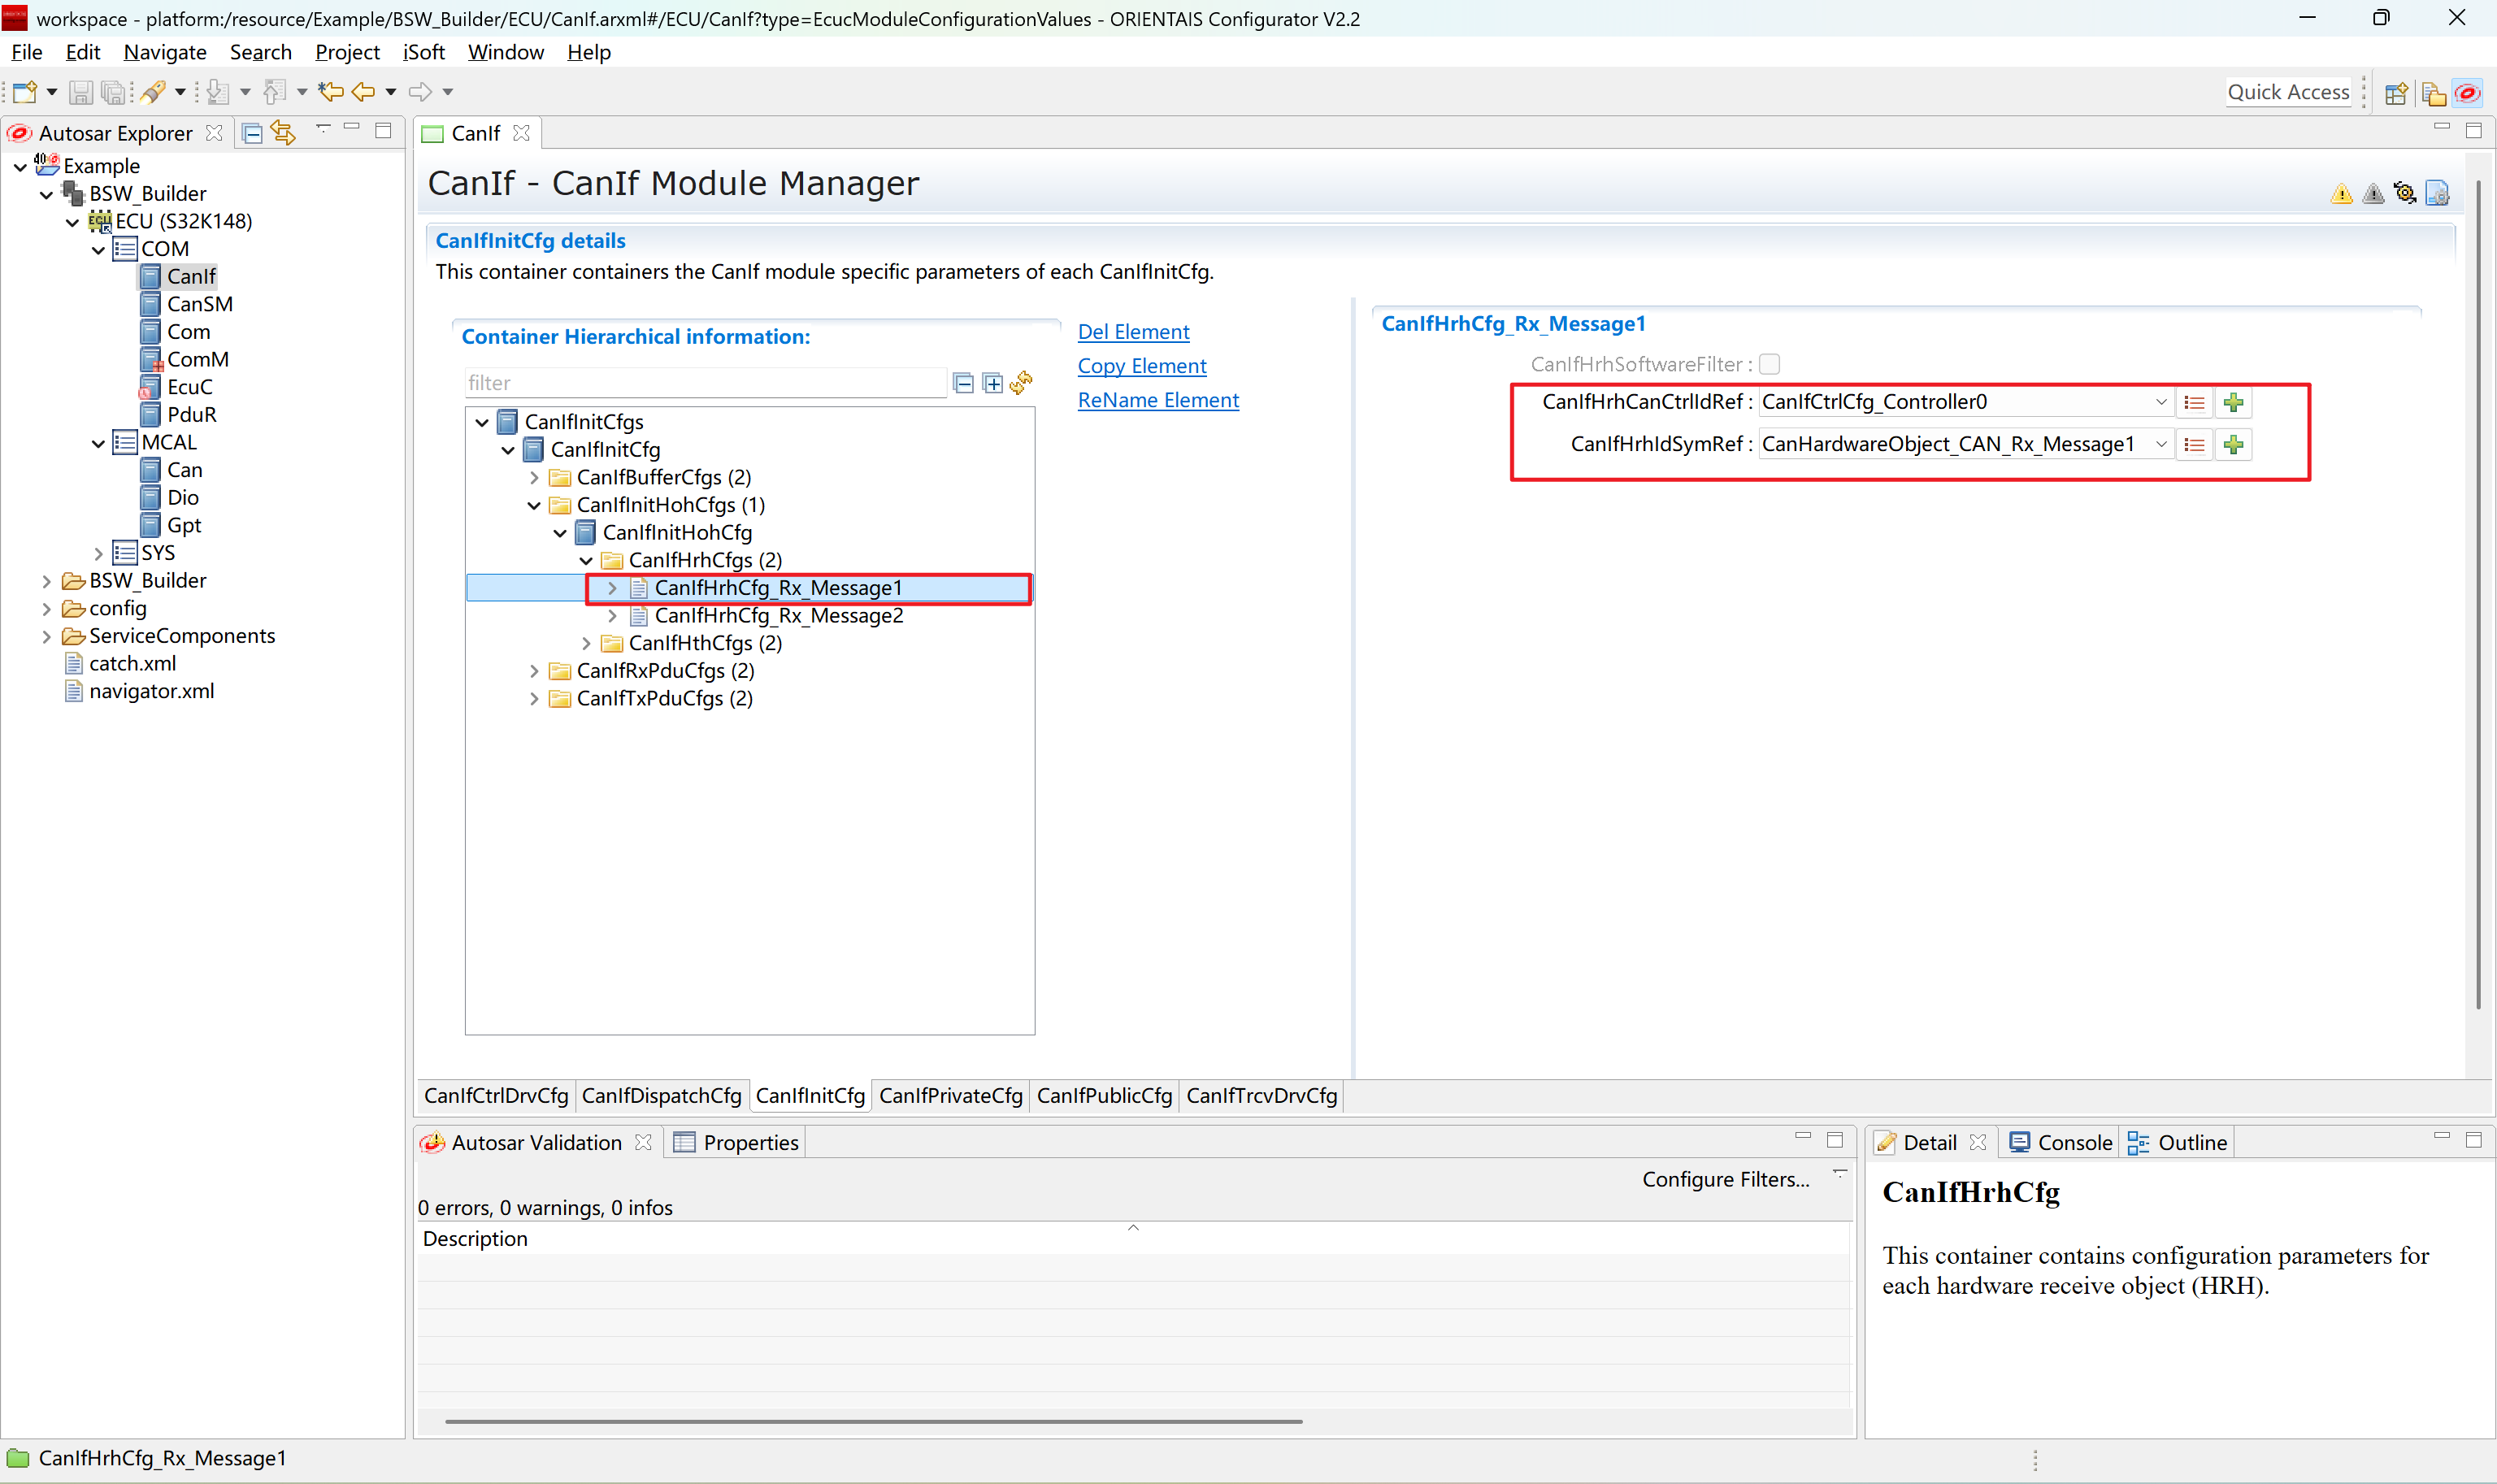 workspace - platform:/resource/Example/BSW_Builder/ECU/CanIf.arxml#/ECU/CanIf?type=EcucModuleConfigurationValues - ORIENTAIS Configurator V2.2
File Edit Navigate Search Project iSoft Window Help
Quick Access
Autosar Explorer
Example
BSW_Builder
ECU (S32K148)
COM
CanIf
CanSM
Com
ComM
EcuC
PduR
MCAL
Can
Dio
Gpt
SYS
BSW_Builder
config
ServiceComponents
catch.xml
navigator.xml
CanIf
CanIf - CanIf Module Manager
CanIfInitCfg details
This container containers the CanIf module specific parameters of each CanIfInitCfg.
Container Hierarchical information:
filter
CanIfInitCfgs
CanIfInitCfg
CanIfBufferCfgs (2)
CanIfInitHohCfgs (1)
CanIfInitHohCfg
CanIfHrhCfgs (2)
CanIfHrhCfg_Rx_Message1
CanIfHrhCfg_Rx_Message2
CanIfHthCfgs (2)
CanIfRxPduCfgs (2)
CanIfTxPduCfgs (2)
Del Element
Copy Element
ReName Element
CanIfHrhCfg_Rx_Message1
CanIfHrhSoftwareFilter :
CanIfHrhCanCtrlIdRef : CanIfCtrlCfg_Controller0
CanIfHrhIdSymRef : CanHardwareObject_CAN_Rx_Message1
CanIfCtrlDrvCfg CanIfDispatchCfg CanIfInitCfg CanIfPrivateCfg CanIfPublicCfg CanIfTrcvDrvCfg
Autosar Validation Properties
Configure Filters...
0 errors, 0 warnings, 0 infos
Description
Detail Console Outline
CanIfHrhCfg
This container contains configuration parameters for
each hardware receive object (HRH).
CanIfHrhCfg_Rx_Message1